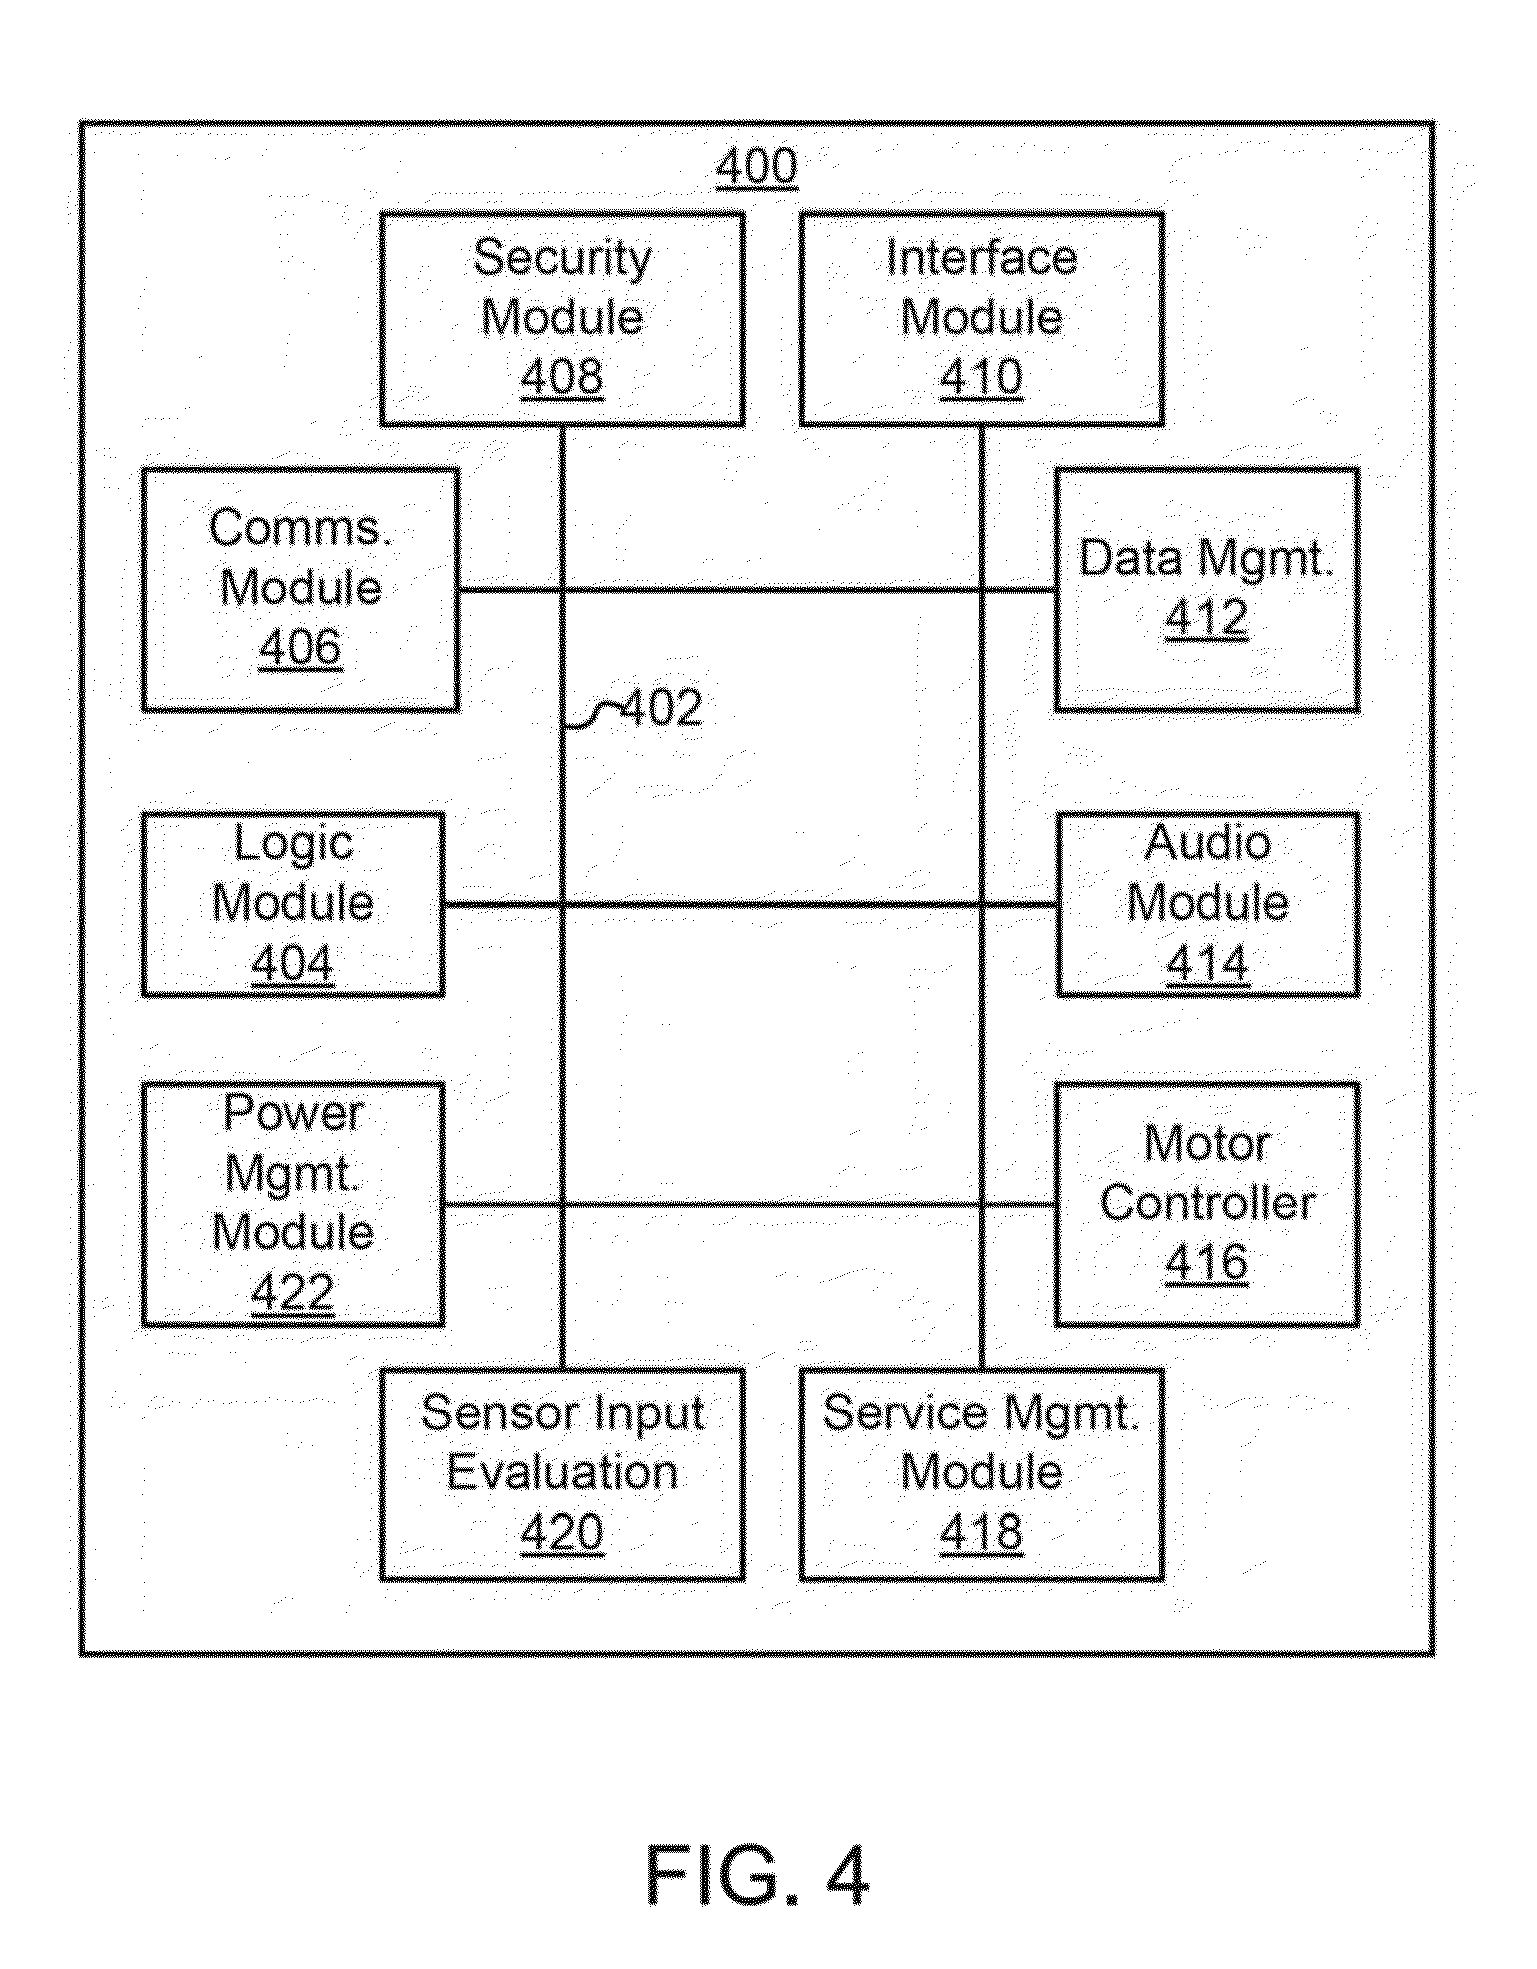 400
Security
Module
408
Interface
Module
410
Comms.
Module
406
Data Mgmt.
412
402
Logic
Module
404
Audio
Module
414
Power
Mgmt.
Module
422
Motor
Controller
416
Sensor Input
Evaluation
420
Service Mgmt.
Module
418
FIG. 4